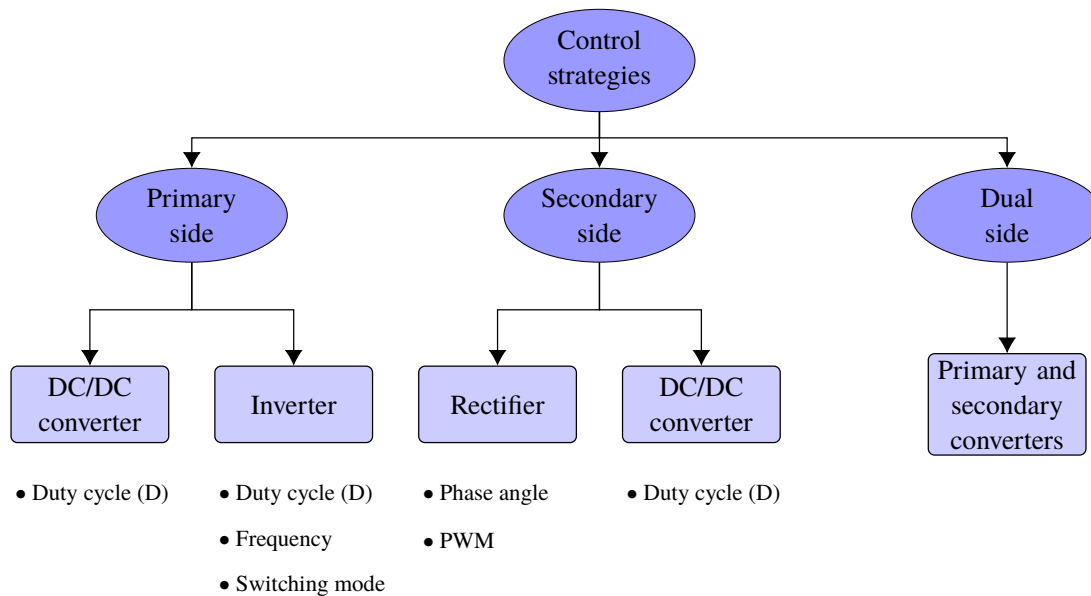 Control
strategies
Primary
side
Secondary
side
Dual
side
DC/DC
converter
Inverter
Rectifier
DC/DC
converter
Primary and
secondary
converters
• Duty cycle (D)
• Duty cycle (D)
• Frequency
• Switching mode
• Phase angle
• PWM
• Duty cycle (D)